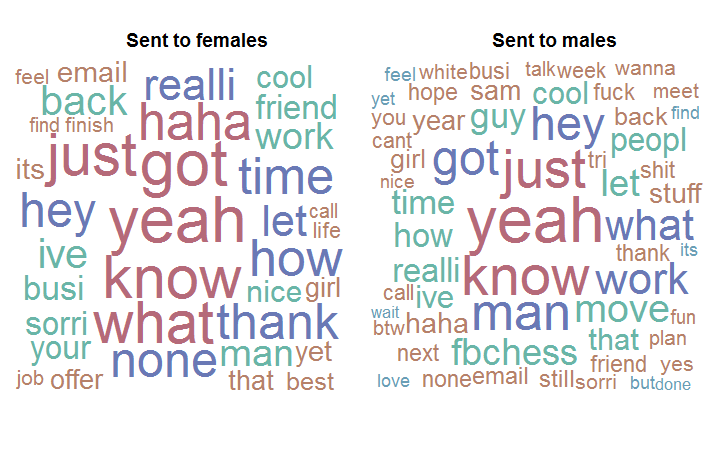 Sent to females
feel email realli cool
back haha friend
find finish work
its just got time
hey yeah let call
life
ive know how
busi nice girl
sorri what thank
your none man yet
job offer that best
Sent to males
feel white busi talk week wanna
yet hope sam cool fuck meet
you year guy hey back find
cant girl got just tri peopl
nice let shit
time yeah stuff
how what
realli know thank its
call ive work
wait man move fun
btw haha that plan
next fbchess friend yes
love none email still sorri but done